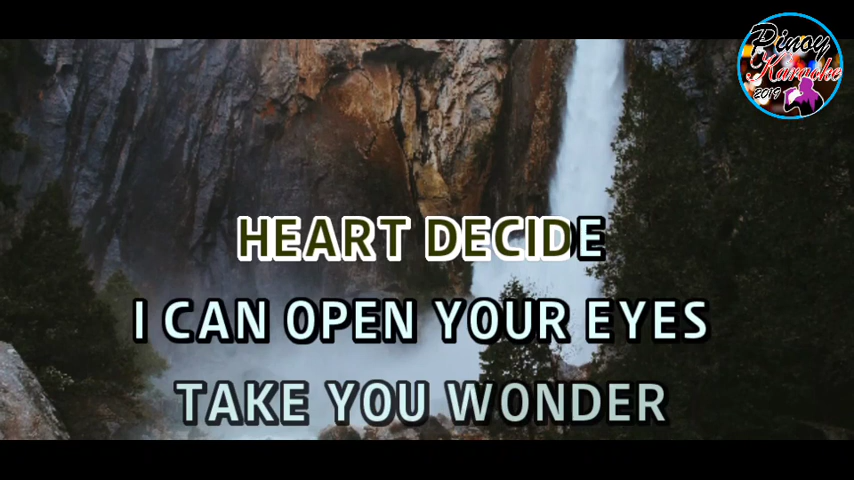 Pinoy
Karaoke
2019
HEART DECIDE
I CAN OPEN YOUR EYES
TAKE YOU WONDER